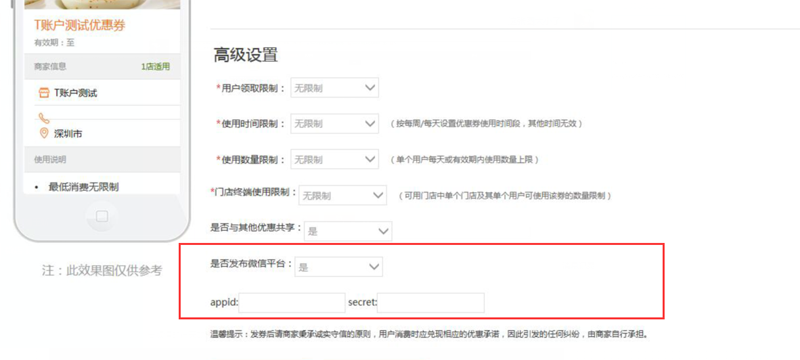 T账户测试优惠券
有效期：至
商家信息 1店适用
T账户测试
深圳市
使用说明
• 最低消费无限制
注：此效果图仅供参考
高级设置
*用户领取限制： 无限制
*使用时间限制： 无限制 （按每周/每天设置优惠券使用时间段，其他时间无效）
*使用数量限制： 无限制 （单个用户每天或有效期内使用数量上限）
*门店终端使用限制： 无限制 （可用门店中单个门店及其单个用户可使用该券的数量限制）
是否与其他优惠共享： 是
是否发布微信平台： 是
appid: secret:
温馨提示：发券后请商家秉承诚实守信的原则，用户消费时应兑现相应的优惠承诺，因此引发的任何纠纷，由商家自行承担。